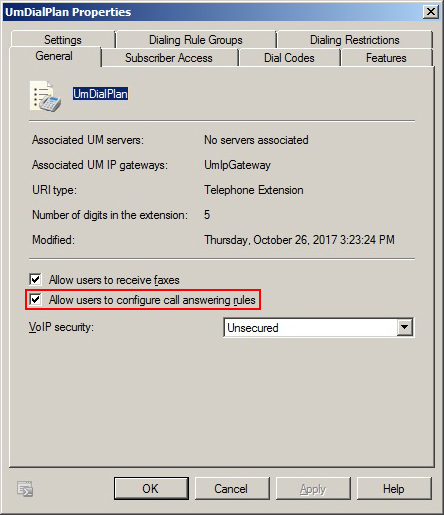 UmDialPlan Properties
Settings Dialing Rule Groups Dialing Restrictions
General Subscriber Access Dial Codes Features
UmDialPlan
Associated UM servers: No servers associated
Associated UM IP gateways: UmIpGateway
URI type: Telephone Extension
Number of digits in the extension: 5
Modified: Thursday, October 26, 2017 3:23:24 PM
Allow users to receive faxes
Allow users to configure call answering rules
VoIP security: Unsecured
OK Cancel Apply Help